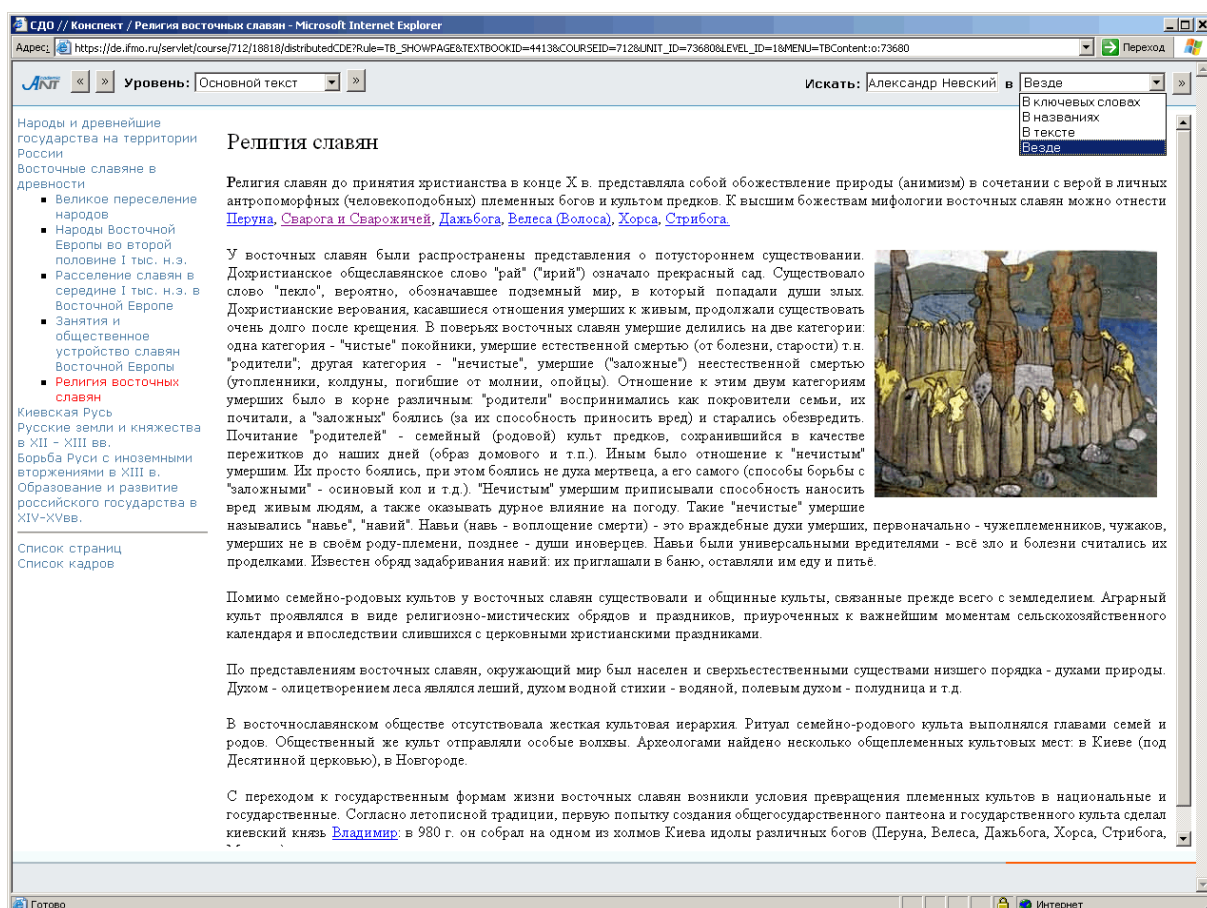 СДО // Конспект / Религия восточных славян - Microsoft Internet Explorer
Адрес: https://de.ifmo.ru/servlet/course/712/18818/distributedCDE?Rule=TB_SHOWPAGE&TEXTBOOKID=4413&COURSEID=712&UNIT_ID=73680&LEVEL_ID=1&MENU=TBContent:o:73680 Переход
Academic ANT « » Уровень: Основной текст » Искать: Александр Невский в Везде »
В ключевых словах
В названиях
В тексте
Везде
Народы и древнейшие
государства на территории
России
Восточные славяне в
древности
Великое переселение
народов
Народы Восточной
Европы во второй
половине I тыс. н.э.
Расселение славян в
середине I тыс. н.э. в
Восточной Европе
Занятия и
общественное
устройство славян
Восточной Европы
Религия восточных
славян
Киевская Русь
Русские земли и княжества
в XII - XIII вв.
Борьба Руси с иноземными
вторжениями в XIII в.
Образование и развитие
российского государства в
XIV-XVвв.
Список страниц
Список кадров
Религия славян
Религия славян до принятия христианства в конце X в. представляла собой обожествление природы (анимизм) в сочетании с верой в личных
антропоморфных (человекоподобных) племенных богов и культом предков. К высшим божествам мифологии восточных славян можно отнести
Перуна, Сварога и Сварожичей, Дажьбога, Велеса (Волоса), Хорса, Стрибога.
У восточных славян были распространены представления о потустороннем существовании.
Дохристианское общеславянское слово "рай" ("ирий") означало прекрасный сад. Существовало
слово "пекло", вероятно, обозначавшее подземный мир, в который попадали души злых.
Дохристианские верования, касавшиеся отношения умерших к живым, продолжали существовать
очень долго после крещения. В поверьях восточных славян умершие делились на две категории:
одна категория - "чистые" покойники, умершие естественной смертью (от болезни, старости) т.н.
"родители"; другая категория - "нечистые", умершие ("заложные") неестественной смертью
(утопленники, колдуны, погибшие от молнии, опойцы). Отношение к этим двум категориям
умерших было в корне различным: "родители" воспринимались как покровители семьи, их
почитали, а "заложных" боялись (за их способность приносить вред) и старались обезвредить.
Почитание "родителей" - семейный (родовой) культ предков, сохранившийся в качестве
пережитков до наших дней (образ домового и т.п.). Иным было отношение к "нечистым"
умершим. Их просто боялись, при этом боялись не духа мертвеца, а его самого (способы борьбы с
"заложными" - осиновый кол и т.д.). "Нечистым" умершим приписывали способность наносить
вред живым людям, а также оказывать дурное влияние на погоду. Такие "нечистые" умершие
назывались "навье", "навий". Навьи (навь - воплощение смерти) - это враждебные духи умерших, первоначально - чужеплеменников, чужаков,
умерших не в своём роду-племени, позднее - души иноверцев. Навьи были универсальными вредителями - всё зло и болезни считались их
проделками. Известен обряд задабривания навий: их приглашали в баню, оставляли им еду и питьё.
Помимо семейно-родовых культов у восточных славян существовали и общинные культы, связанные прежде всего с земледелием. Аграрный
культ проявлялся в виде религиозно-мистических обрядов и праздников, приуроченных к важнейшим моментам сельскохозяйственного
календаря и впоследствии слившихся с церковными христианскими праздниками.
По представлениям восточных славян, окружающий мир был населен и сверхъестественными существами низшего порядка - духами природы.
Духом - олицетворением леса являлся леший, духом водной стихии - водяной, полевым духом - полудница и т.д.
В восточнославянском обществе отсутствовала жесткая культовая иерархия. Ритуал семейно-родового культа выполнялся главами семей и
родов. Общественный же культ отправляли особые волхвы. Археологами найдено несколько общеплеменных культовых мест: в Киеве (под
Десятинной церковью), в Новгороде.
С переходом к государственным формам жизни восточных славян возникли условия превращения племенных культов в национальные и
государственные. Согласно летописной традиции, первую попытку создания общегосударственного пантеона и государственного культа сделал
киевский князь Владимир: в 980 г. он собрал на одном из холмов Киева идолы различных богов (Перуна, Велеса, Дажьбога, Хорса, Стрибога,
Готово Интернет